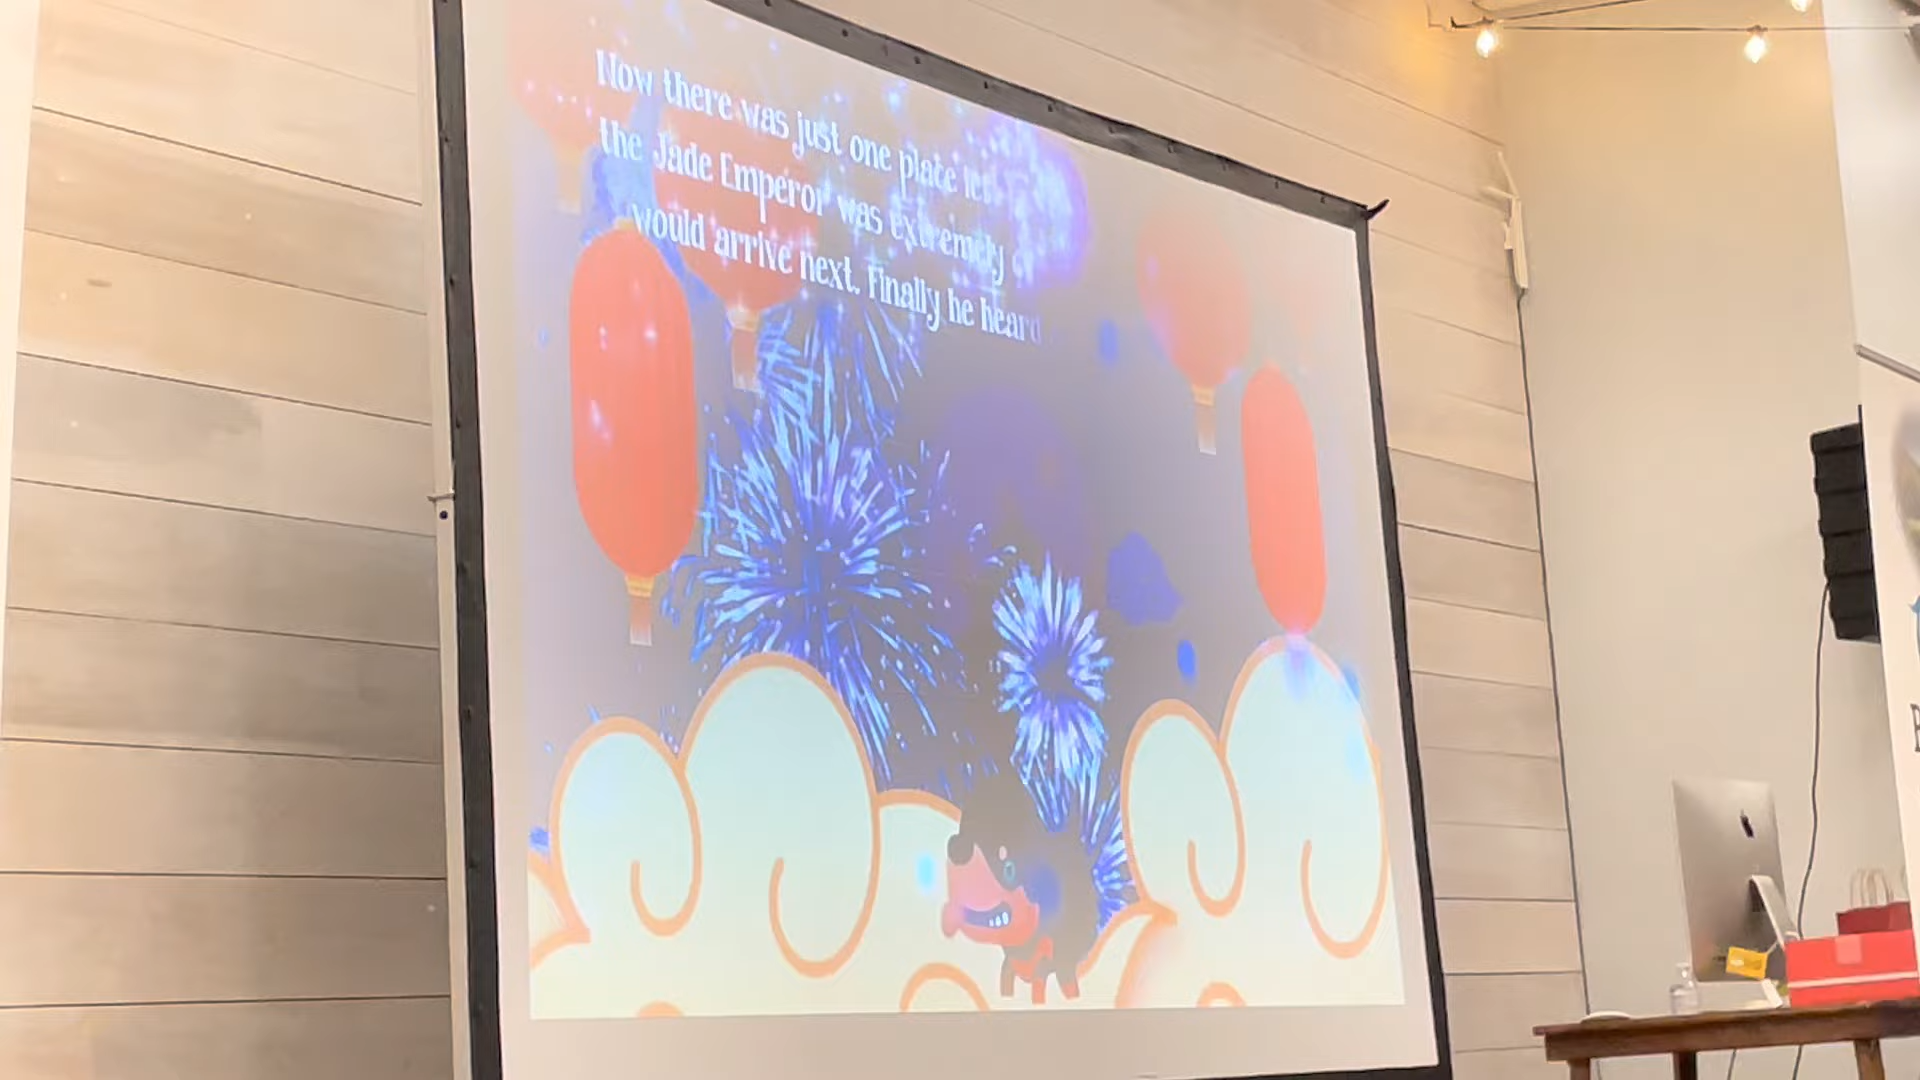 Now there was just one place
the Jade Emperor was extremely
would arrive next. Finally he heard